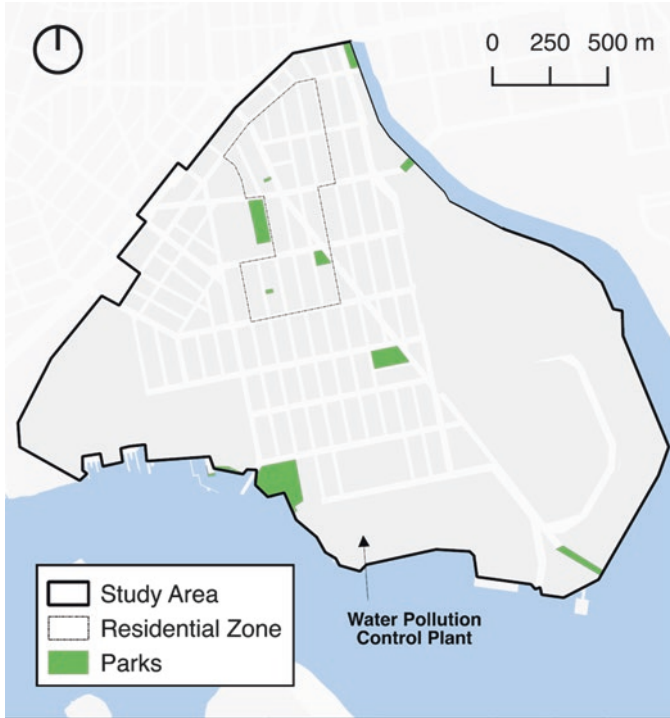 0 250 500 m
Water Pollution
Control Plant
Study Area
Residential Zone
Parks